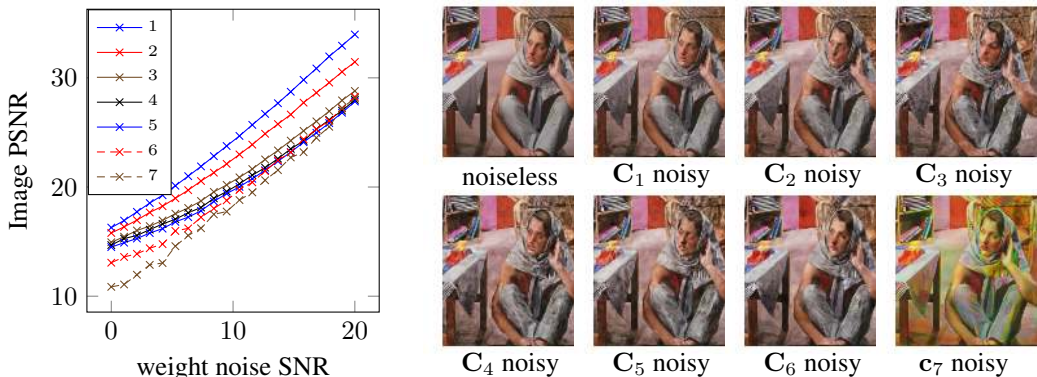 Image PSNR
30
20
10
0
10
20
weight noise SNR
1
2
3
4
5
6
7
noiseless
C₁ noisy
C₂ noisy
C₃ noisy
C₄ noisy
C₅ noisy
C₆ noisy
c₇ noisy